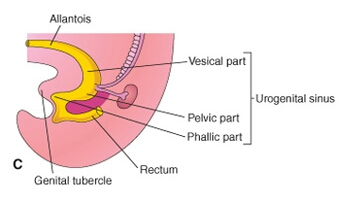 Allantois
Vesical part
Urogenital sinus
Pelvic part
Phallic part
Rectum
C
Genital tubercle